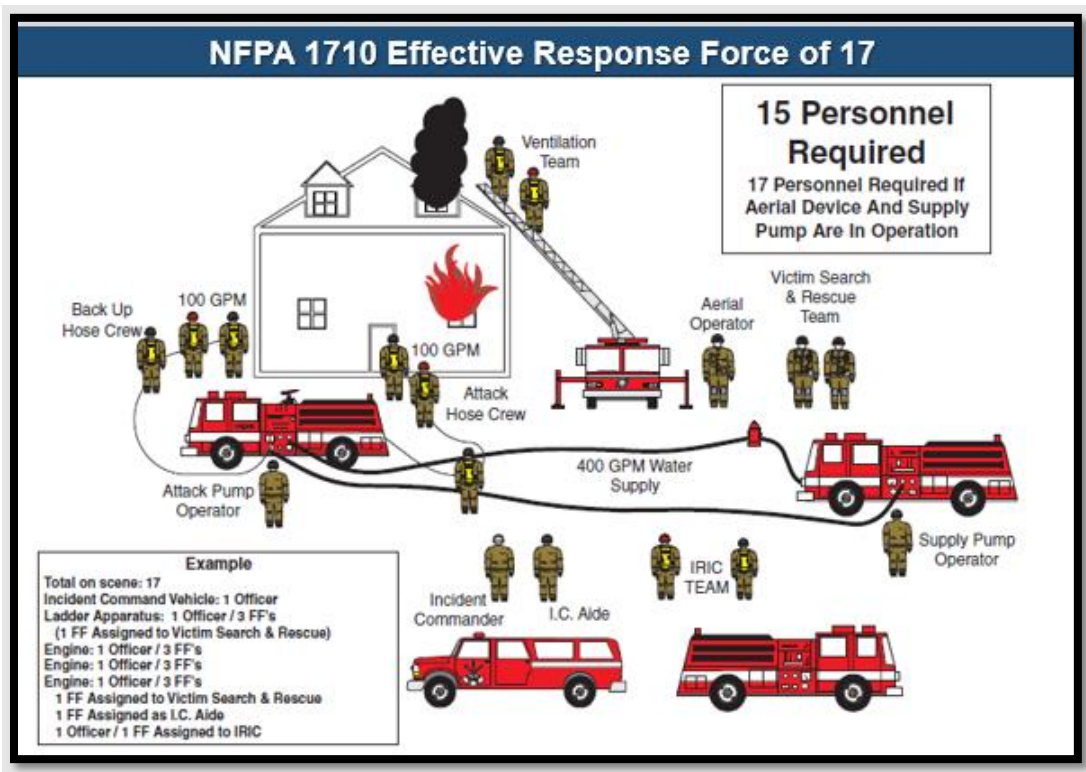 NFPA 1710 Effective Response Force of 17
15 Personnel
Required
17 Personnel Required If
Aerial Device And Supply
Pump Are In Operation
Ventilation
Team
Back Up
Hose Crew
100 GPM
100 GPM
Attack
Hose Crew
Aerial
Operator
Victim Search
& Rescue
Team
Attack Pump
Operator
400 GPM Water
Supply
Supply Pump
Operator
Incident
Commander
I.C. Aide
IRIC
TEAM
Example
Total on scene: 17
Incident Command Vehicle: 1 Officer
Ladder Apparatus: 1 Officer / 3 FF's
(1 FF Assigned to Victim Search & Rescue)
Engine: 1 Officer / 3 FF's
Engine: 1 Officer / 3 FF's
Engine: 1 Officer / 3 FF's
1 FF Assigned to Victim Search & Rescue
1 FF Assigned as I.C. Aide
1 Officer / 1 FF Assigned to IRIC